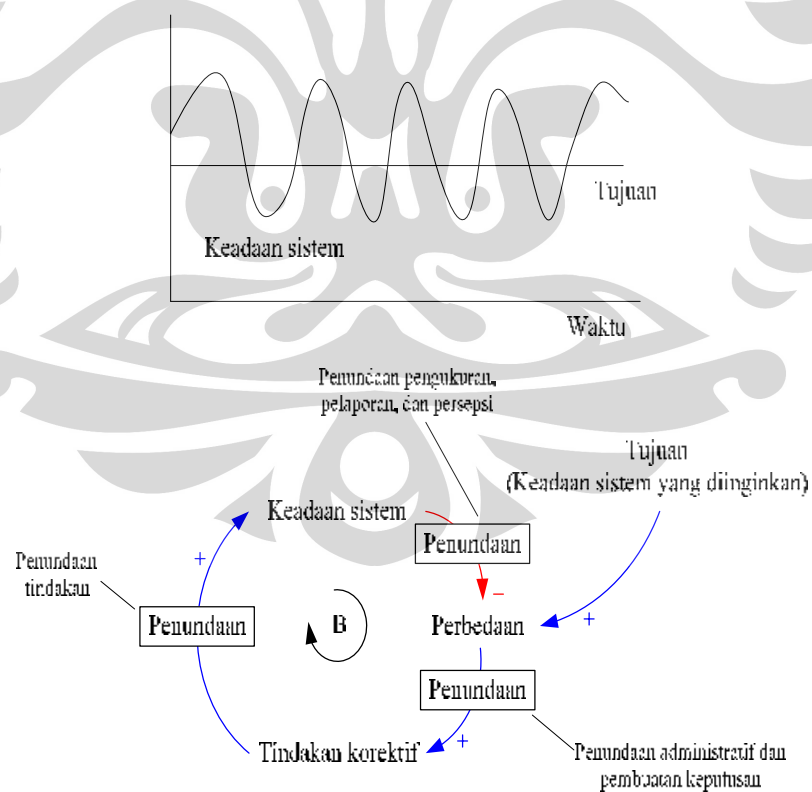 Tujuan
Keadaan sistem
Waktu
Penundaan pengukuran,
pelaporan, dan persepsi
Tujuan
(Keadaan sistem yang diinginkan)
Keadaan sistem
Penundaan
Penundaan
tindakan
+
–
Penundaan
B
Perbedaan
+
Penundaan
Tindakan korektif
+
Penundaan administratif dan
pembuatan keputusan